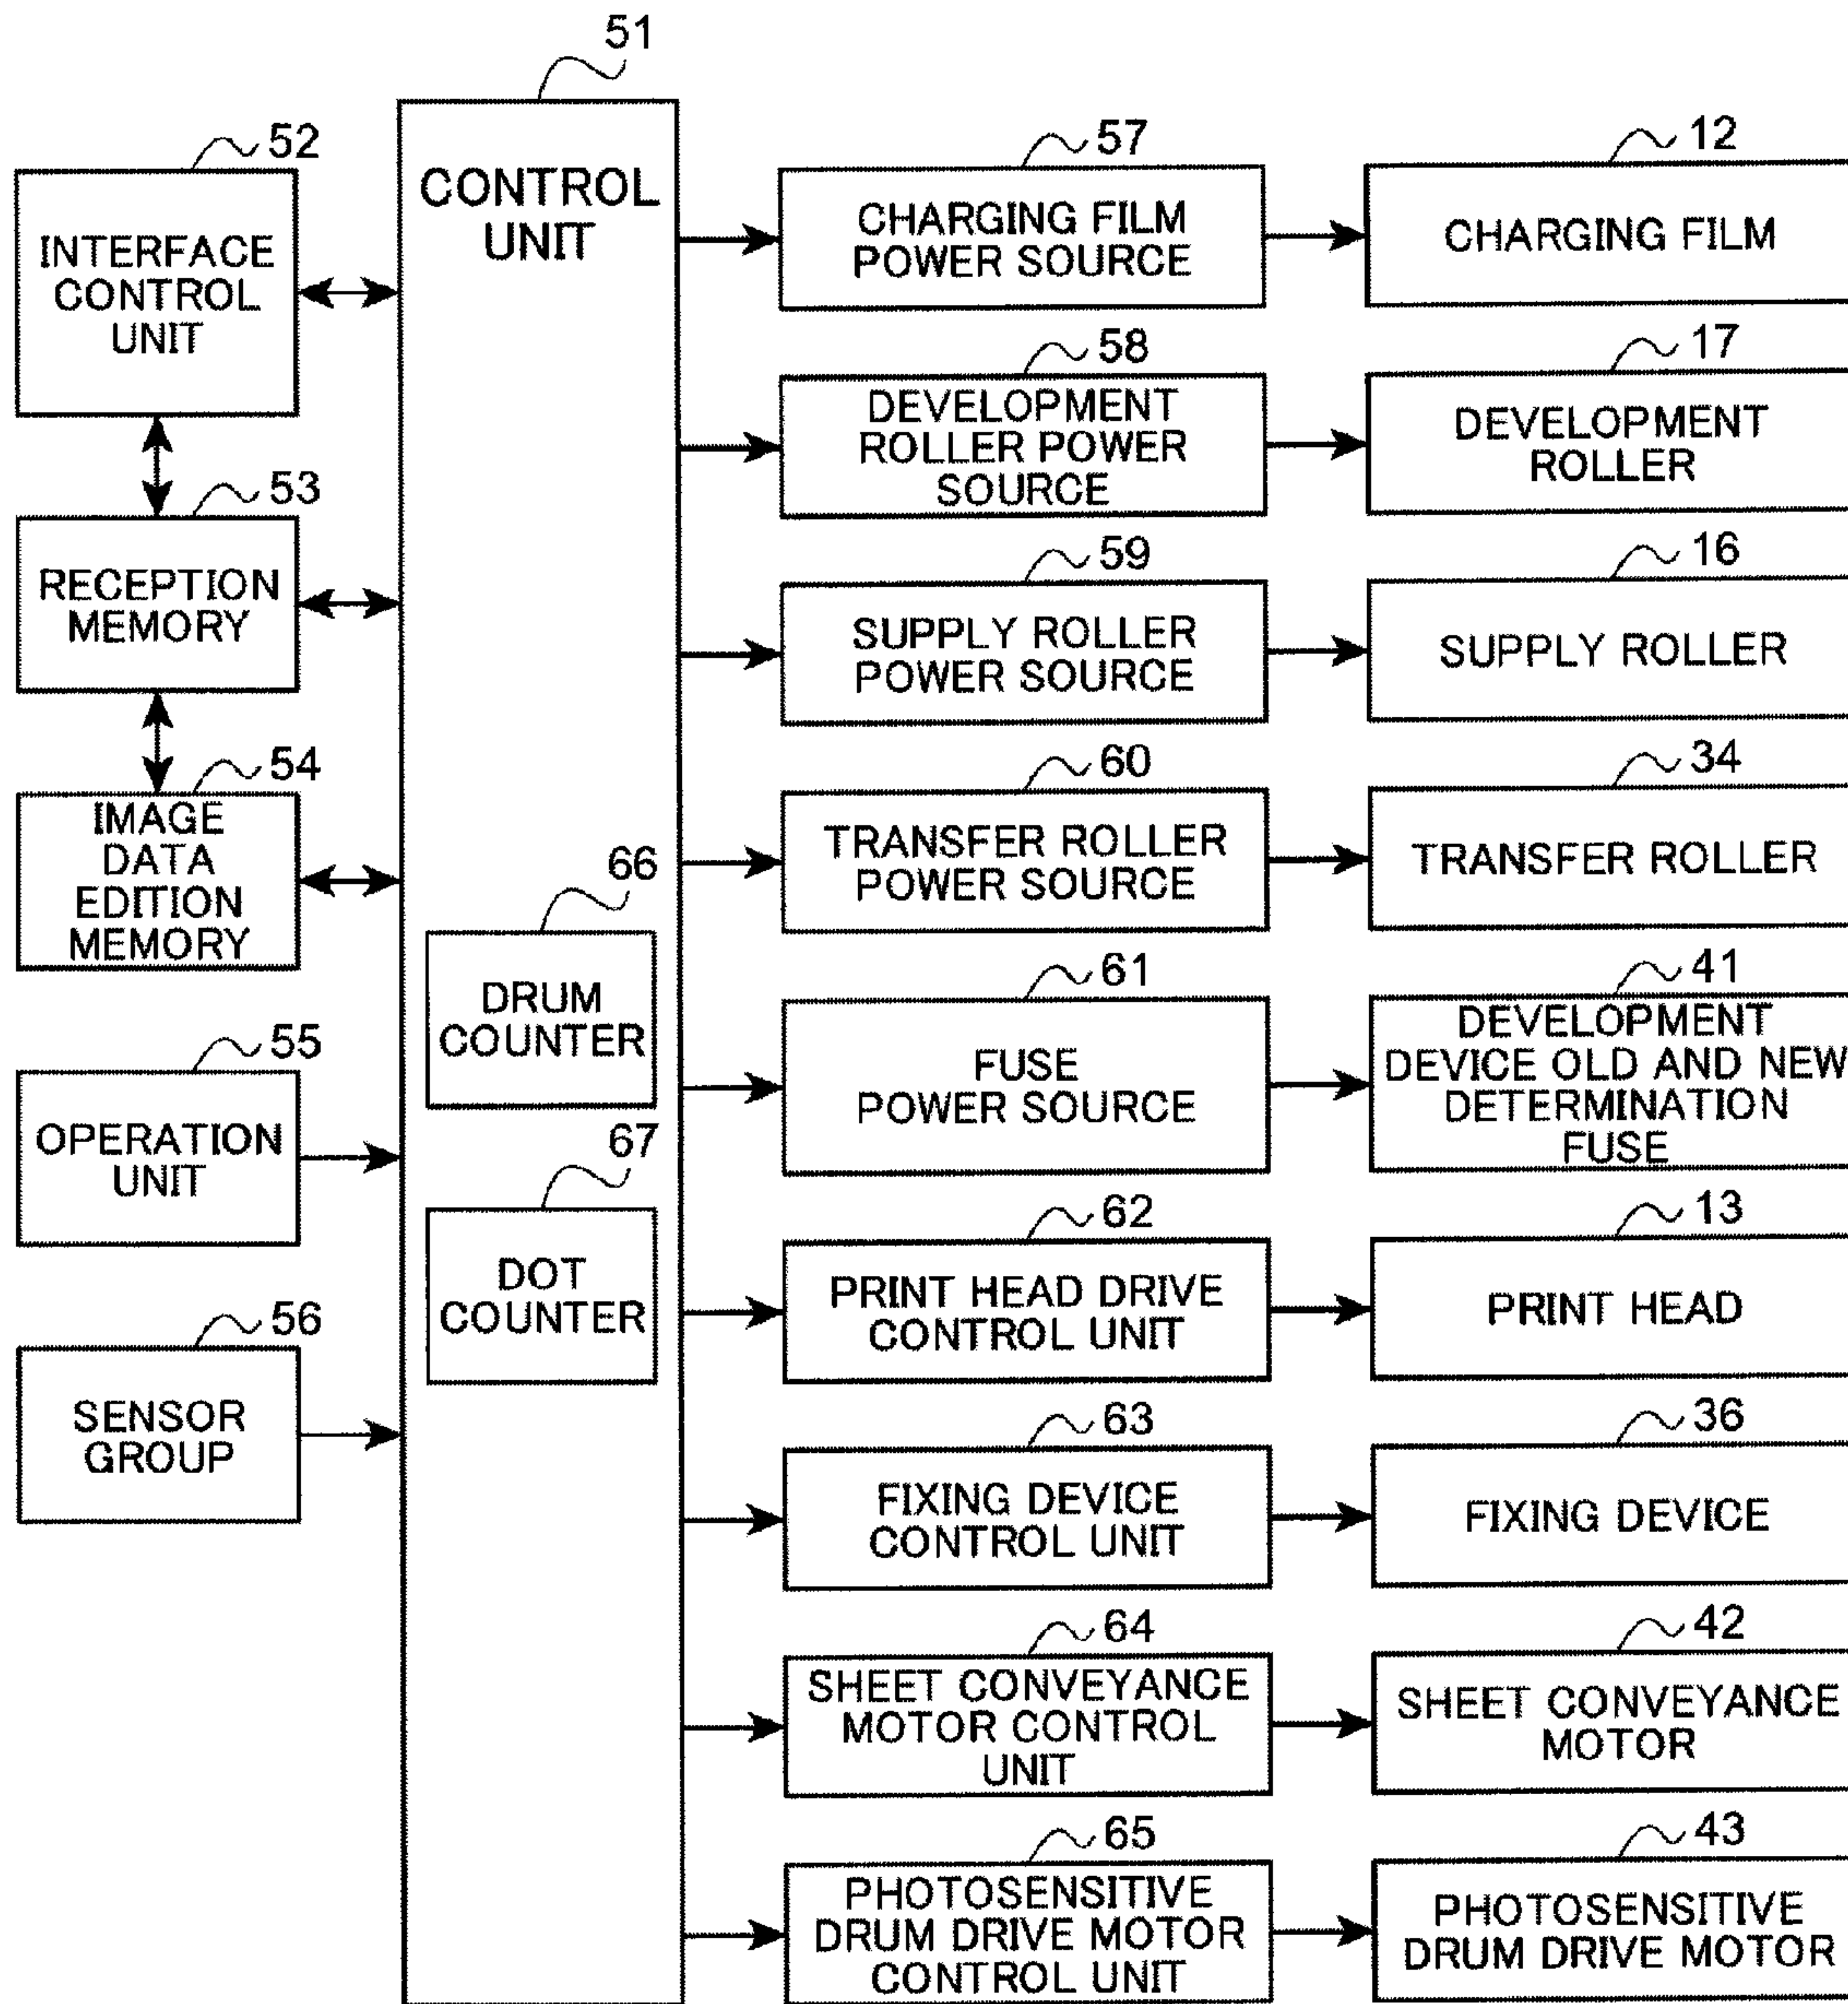 51
CONTROL
UNIT
52
INTERFACE
CONTROL
UNIT
53
RECEPTION
MEMORY
54
IMAGE
DATA
EDITION
MEMORY
55
OPERATION
UNIT
56
SENSOR
GROUP
66
DRUM
COUNTER
67
DOT
COUNTER
57
CHARGING FILM
POWER SOURCE
12
CHARGING FILM
58
DEVELOPMENT
ROLLER POWER
SOURCE
17
DEVELOPMENT
ROLLER
59
SUPPLY ROLLER
POWER SOURCE
16
SUPPLY ROLLER
60
TRANSFER ROLLER
POWER SOURCE
34
TRANSFER ROLLER
61
FUSE
POWER SOURCE
41
DEVELOPMENT
DEVICE OLD AND NEW
DETERMINATION
FUSE
62
PRINT HEAD DRIVE
CONTROL UNIT
13
PRINT HEAD
63
FIXING DEVICE
CONTROL UNIT
36
FIXING DEVICE
64
SHEET CONVEYANCE
MOTOR CONTROL
UNIT
42
SHEET CONVEYANCE
MOTOR
65
PHOTOSENSITIVE
DRUM DRIVE MOTOR
CONTROL UNIT
43
PHOTOSENSITIVE
DRUM DRIVE MOTOR